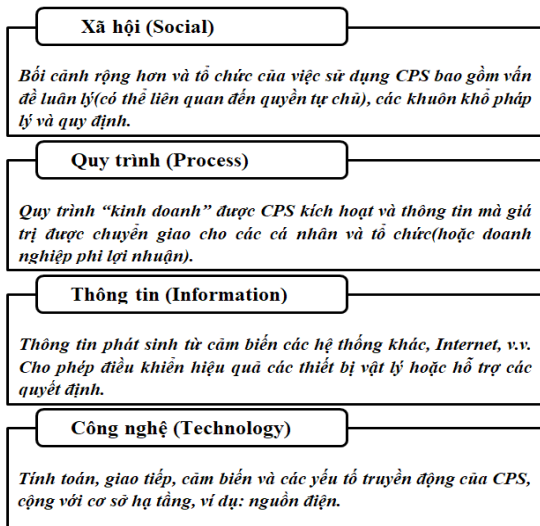 Xã hội (Social)
Bối cảnh rộng hơn và tổ chức của việc sử dụng CPS bao gồm vấn
đề luân lý(có thể liên quan đến quyền tự chủ), các khuôn khổ pháp
lý và quy định.
Quy trình (Process)
Quy trình “kinh doanh” được CPS kích hoạt và thông tin mà giá
trị được chuyển giao cho các cá nhân và tổ chức(hoặc doanh
nghiệp phi lợi nhuận).
Thông tin (Information)
Thông tin phát sinh từ cảm biến các hệ thống khác, Internet, v.v.
Cho phép điều khiển hiệu quả các thiết bị vật lý hoặc hỗ trợ các
quyết định.
Công nghệ (Technology)
Tính toán, giao tiếp, cảm biến và các yếu tố truyền động của CPS,
cộng với cơ sở hạ tầng, ví dụ: nguồn điện.